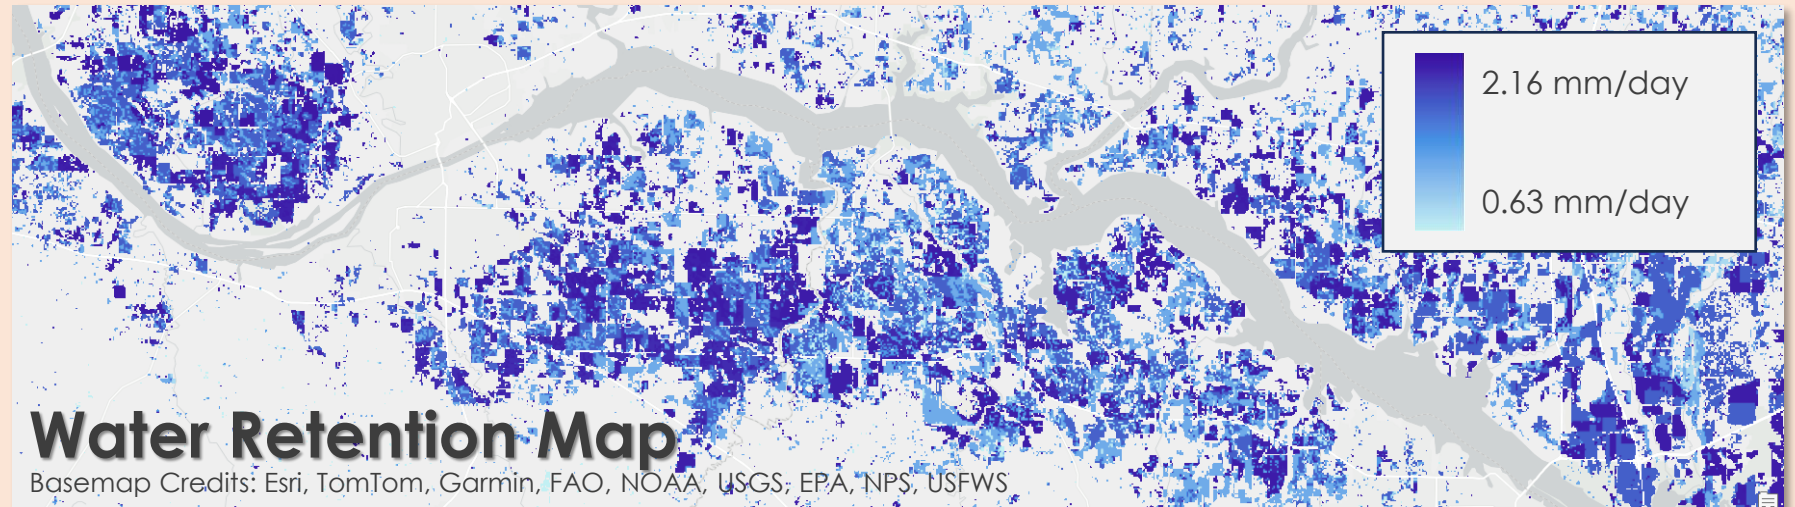 2.16 mm/day
0.63 mm/day
Water Retention Map
Basemap Credits: Esri, TomTom, Garmin, FAO, NOAA, USGS, EPA, NPS, USFWS